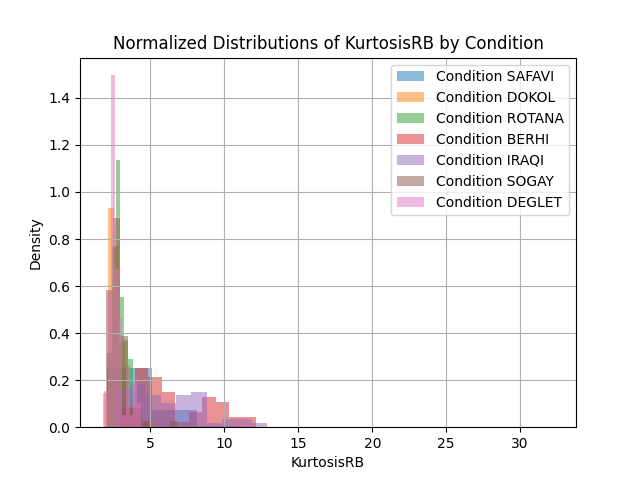 Normalized Distributions of KurtosisRB by Condition
Condition SAFAVI
Condition DOKOL
Condition ROTANA
Condition BERHI
Condition IRAQI
Condition SOGAY
Condition DEGLET
Density
1.4
1.2
1.0
0.8
0.6
0.4
0.2
0.0
5
10
15
20
25
30
KurtosisRB